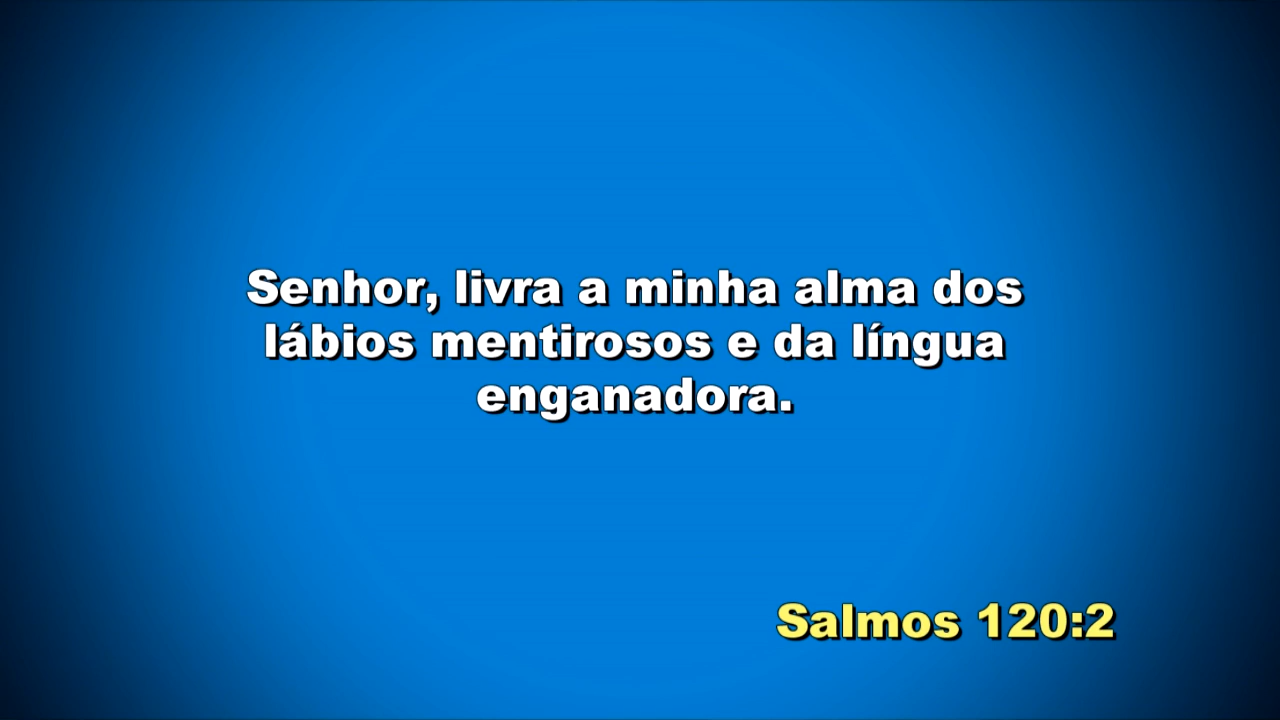 Senhor, livra a minha alma dos
lábios mentirosos e da língua
enganadora.
Salmos 120:2